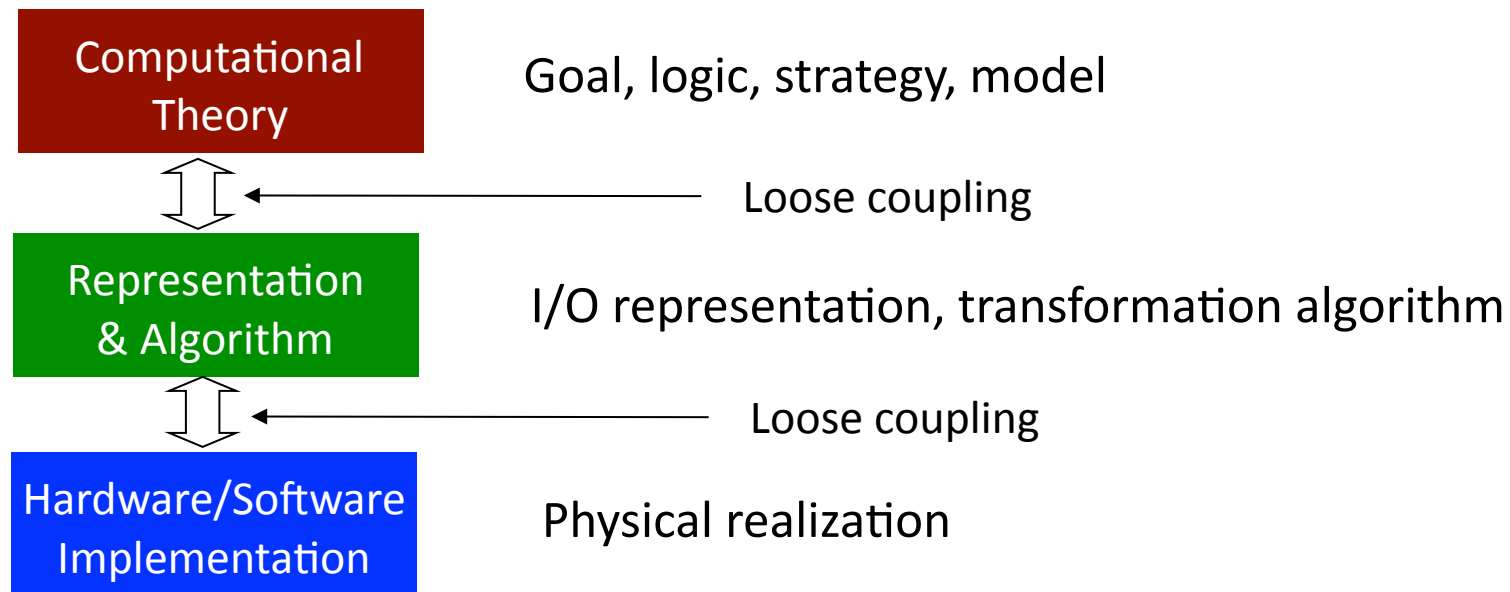 Computational
Theory
Goal, logic, strategy, model
Loose coupling
Representation
& Algorithm
I/O representation, transformation algorithm
Loose coupling
Hardware/Software
Implementation
Physical realization